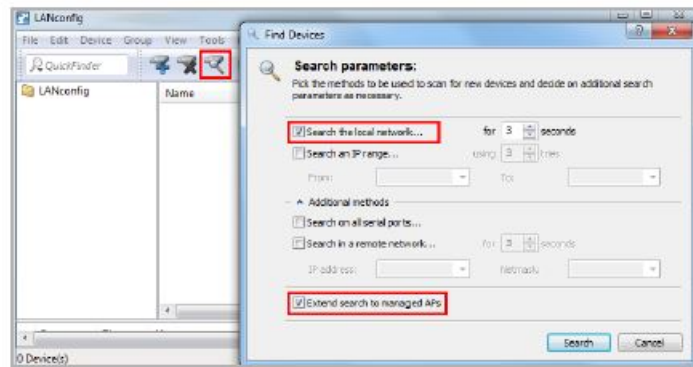 LANconfig
File Edit Device Group View Tools
QuickFinder
LANconfig
Name
0 Device(s)
Find Devices
Search parameters:
Pick the methods to be used to scan for new devices and decide on additional search
parameters as necessary.
Search the local network... for 3 seconds
Search an IP range... using 3 tries
From: To:
Additional methods
Search on all serial ports...
Search in a remote network... for 3 seconds
IP address: Netmask:
Extend search to managed APs
Search Cancel